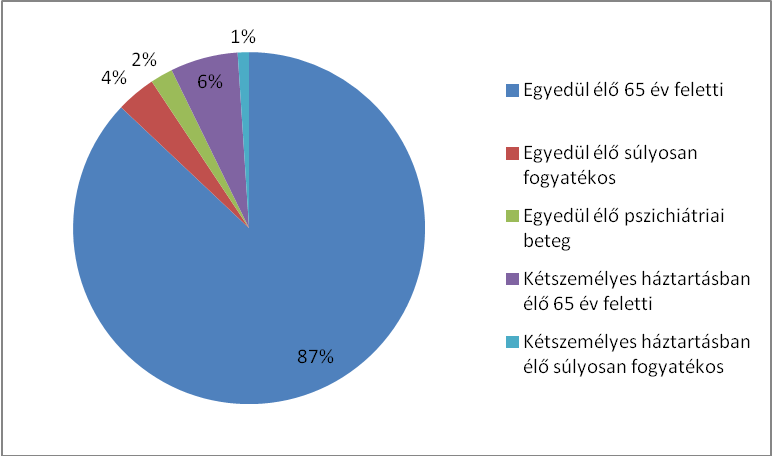 1%
2%
4%
6%
87%
Egyedül élő 65 év feletti
Egyedül élő súlyosan
fogyatékos
Egyedül élő pszichiátriai
beteg
Kétszemélyes háztartásban
élő 65 év feletti
Kétszemélyes háztartásban
élő súlyosan fogyatékos